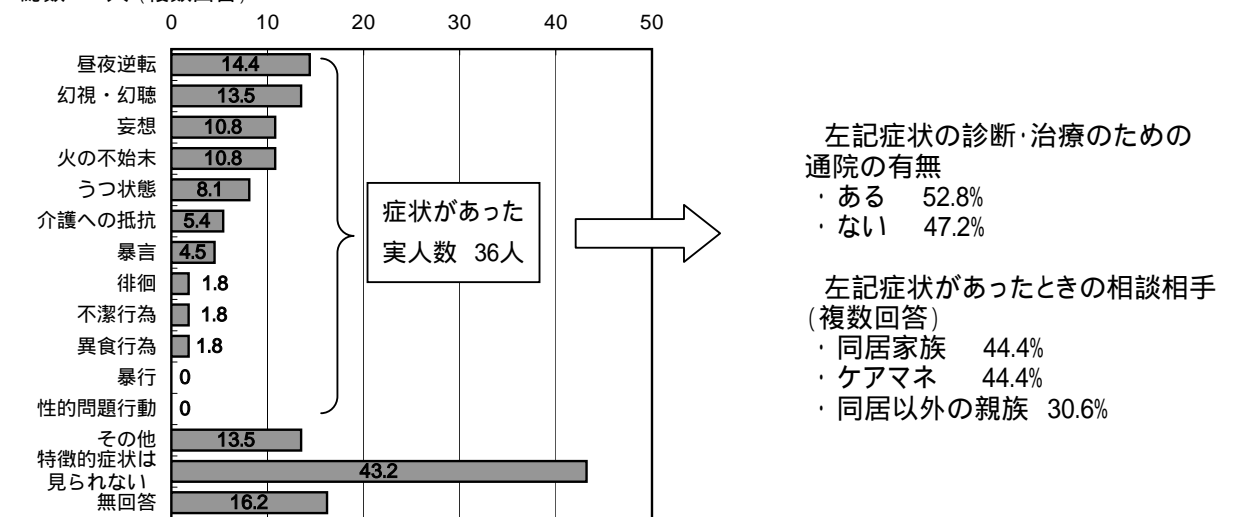 0 10 20 30 40 50
昼夜逆転 14.4
幻視・幻聴 13.5
妄想 10.8
火の不始末 10.8
うつ状態 8.1
介護への抵抗 5.4
暴言 4.5
徘徊 1.8
不潔行為 1.8
異食行為 1.8
暴行 0
性的問題行動 0
その他 13.5
特徴的症状は
見られない 43.2
無回答 16.2
症状があった
実人数 36人
左記症状の診断・治療のための
通院の有無
・ある 52.8%
・ない 47.2%
左記症状があったときの相談相手
(複数回答)
・同居家族 44.4%
・ケアマネ 44.4%
・同居以外の親族 30.6%